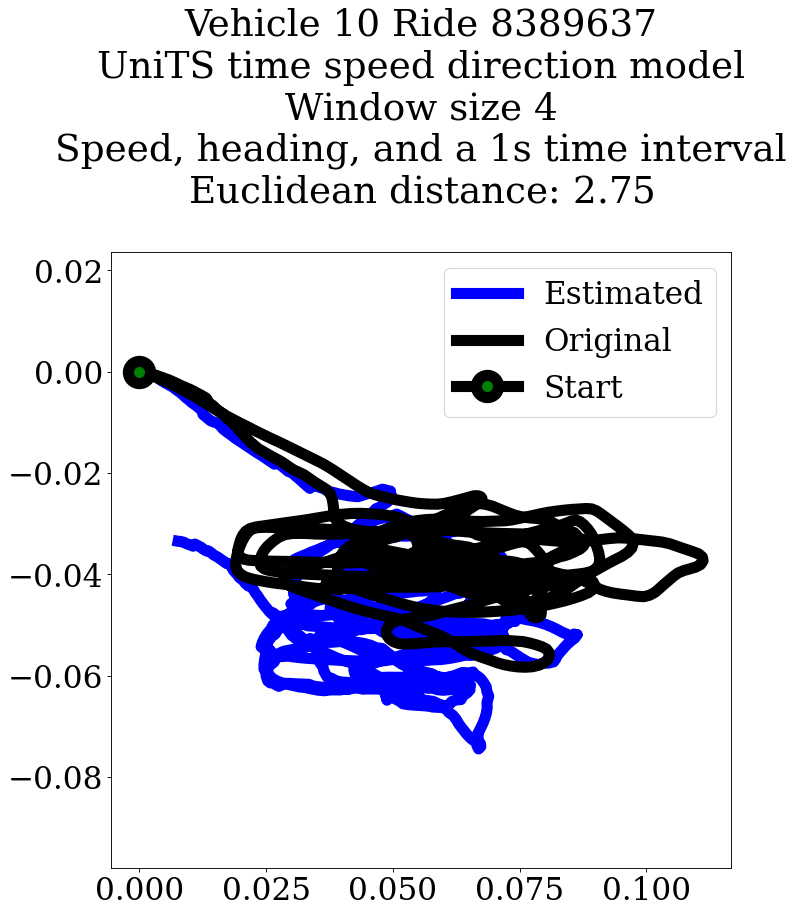 Vehicle 10 Ride 8389637
UniTS time speed direction model
Window size 4
Speed, heading, and a 1s time interval
Euclidean distance: 2.75
Estimated
Original
Start
0.02
0.00
−0.02
−0.04
−0.06
−0.08
0.000 0.025 0.050 0.075 0.100